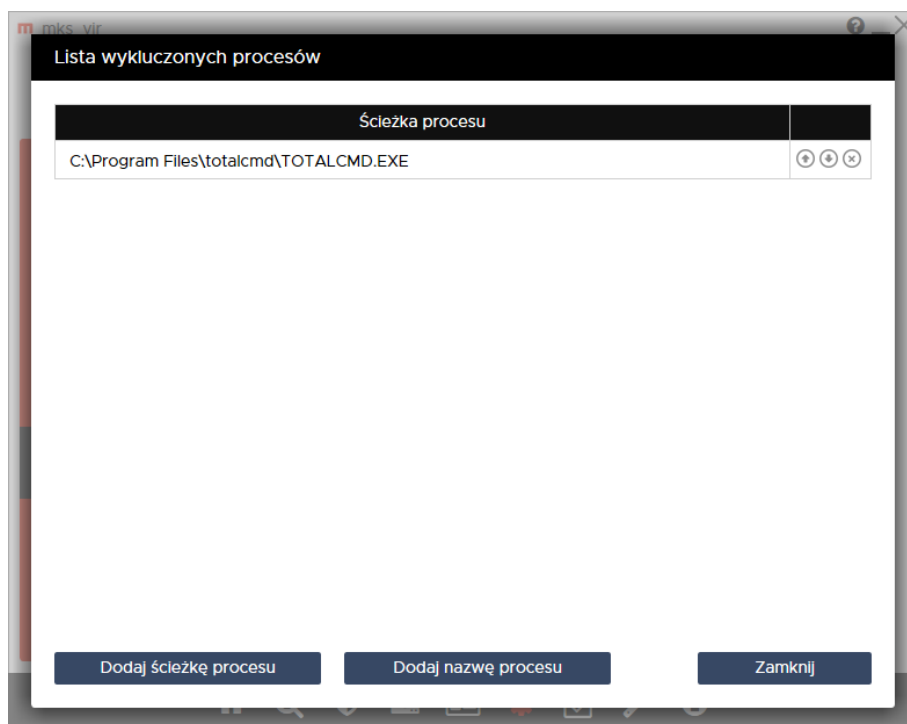 mks_vir
Lista wykluczonych procesów
Ścieżka procesu
C:\Program Files\totalcmd\TOTALCMD.EXE
Dodaj ścieżkę procesu Dodaj nazwę procesu Zamknij